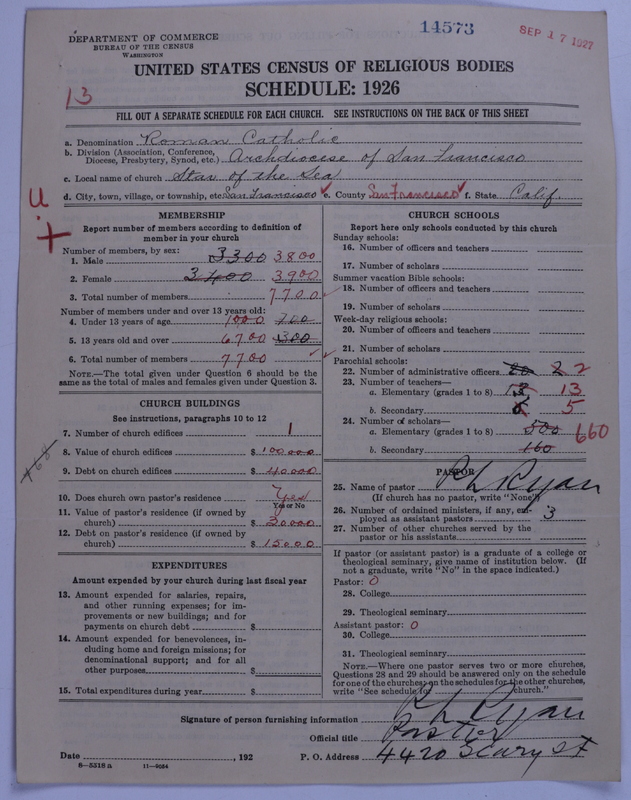 14573
SEP 17 1927
DEPARTMENT OF COMMERCE
BUREAU OF THE CENSUS
WASHINGTON
UNITED STATES CENSUS OF RELIGIOUS BODIES
SCHEDULE: 1926
13
FILL OUT A SEPARATE SCHEDULE FOR EACH CHURCH. SEE INSTRUCTIONS ON THE BACK OF THIS SHEET
a. Denomination Roman Catholic
b. Division (Association, Conference, Diocese, Presbytery, Synod, etc.) Archdiocese of San Francisco
c. Local name of church Star of the Sea
d. City, town, village, or township, etc. San Francisco e. County San Francisco f. State Calif
U.
MEMBERSHIP
Report number of members according to definition of
member in your church
Number of members, by sex:
1. Male 3300 3800
2. Female 3400 3900
3. Total number of members 7700
Number of members under and over 13 years old:
4. Under 13 years of age 1000 700
5. 13 years old and over 6700 300
6. Total number of members 7700
NOTE.—The total given under Question 6 should be the
same as the total of males and females given under Question 3.
CHURCH BUILDINGS
See instructions, paragraphs 10 to 12
7. Number of church edifices 1
8. Value of church edifices $ 100000
9. Debt on church edifices $ 40000
10. Does church own pastor's residence Yes
Yes or No
11. Value of pastor's residence (if owned by
church) $ 30000
12. Debt on pastor's residence (if owned by
church) $ 15000
EXPENDITURES
Amount expended by your church during last fiscal year
13. Amount expended for salaries, repairs,
and other running expenses; for im-
provements or new buildings; and for
payments on church debt $
14. Amount expended for benevolences, in-
cluding home and foreign missions; for
denominational support; and for all
other purposes $
15. Total expenditures during year $
CHURCH SCHOOLS
Report here only schools conducted by this church
Sunday schools:
16. Number of officers and teachers
17. Number of scholars
Summer vacation Bible schools:
18. Number of officers and teachers
19. Number of scholars
Week-day religious schools:
20. Number of officers and teachers
21. Number of scholars
Parochial schools:
22. Number of administrative officers 20 2 2
23. Number of teachers—
a. Elementary (grades 1 to 8) 13
b. Secondary 5
24. Number of scholars—
a. Elementary (grades 1 to 8) 500 660
b. Secondary 160
PASTOR
25. Name of pastor P L Ryan
(If church has no pastor, write "None")
26. Number of ordained ministers, if any, em-
ployed as assistant pastors 3
27. Number of other churches served by the
pastor or his assistants
If pastor (or assistant pastor) is a graduate of a college or
theological seminary, give name of institution below. (If
not a graduate, write "No" in the space indicated.)
Pastor: 0
28. College
29. Theological seminary
Assistant pastor: 0
30. College
31. Theological seminary
NOTE.—Where one pastor serves two or more churches,
Questions 28 and 29 should be answered only on the schedule
for one of the churches; on the schedules for the other churches,
write "See schedule for church."
Signature of person furnishing information P L Ryan
Official title Pastor
Date , 192 P. O. Address 4420 Geary St
8—5518 a 11—9064